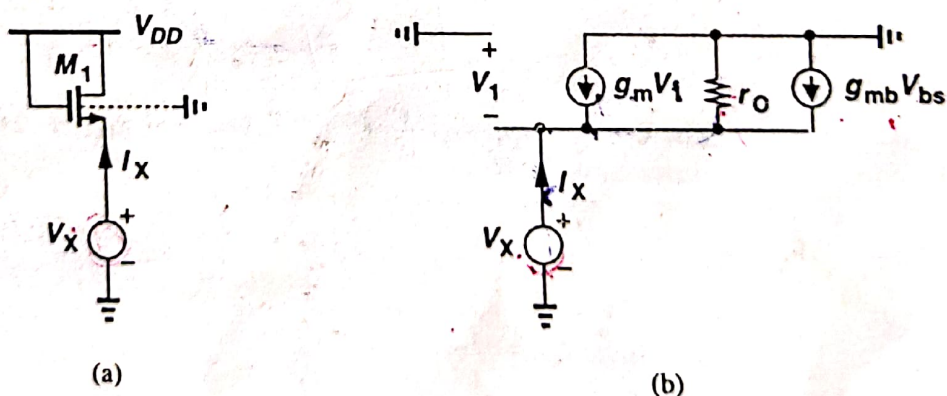 V_DD
M_1
I_X
V_X
+
−
(a)
+
V_1
−
g_m V_1
r_O
g_mb V_bs
I_X
V_X
+
−
(b)